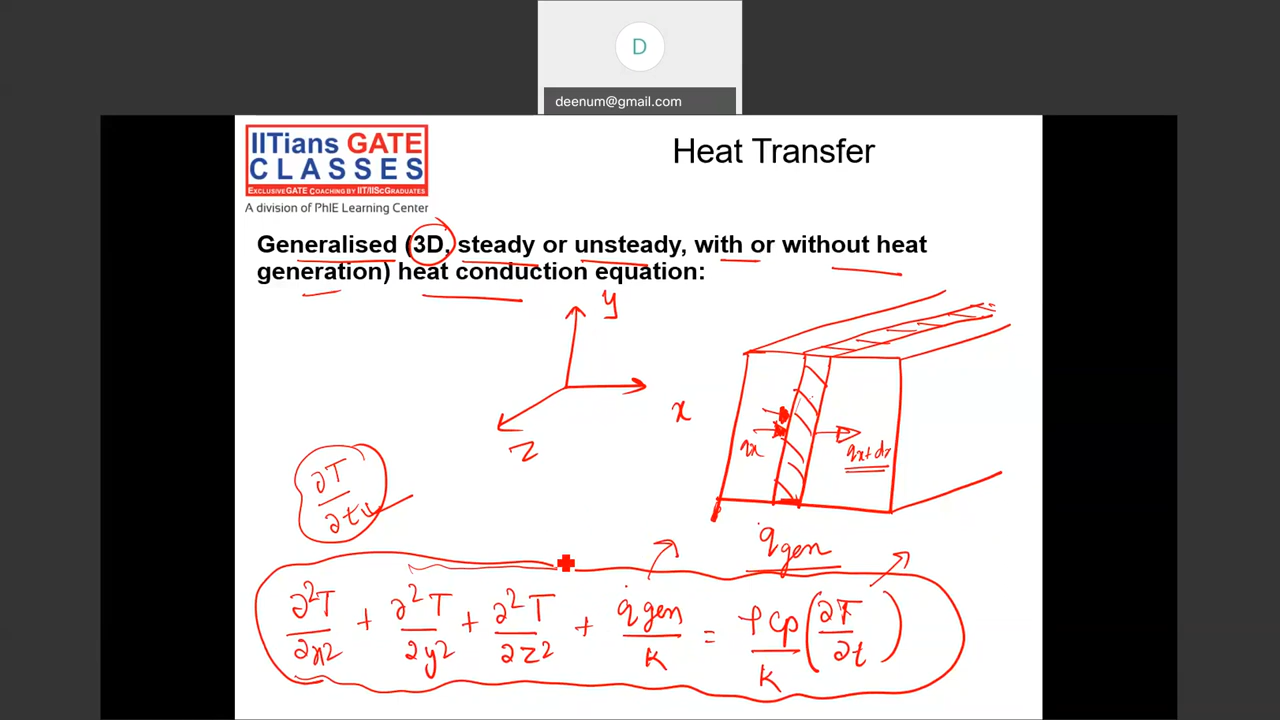 D
deenum@gmail.com
IITians GATE
CLASSES
EXCLUSIVE GATE COACHING BY IIT/IISc GRADUATES
A division of PhIE Learning Center
Heat Transfer
Generalised (3D, steady or unsteady, with or without heat
generation) heat conduction equation:
y
x
z
qx
qx+dx
q̇gen
∂T/∂t
∂²T/∂x² + ∂²T/∂y² + ∂²T/∂z² + q̇gen/K = ρCp/K (∂T/∂t)